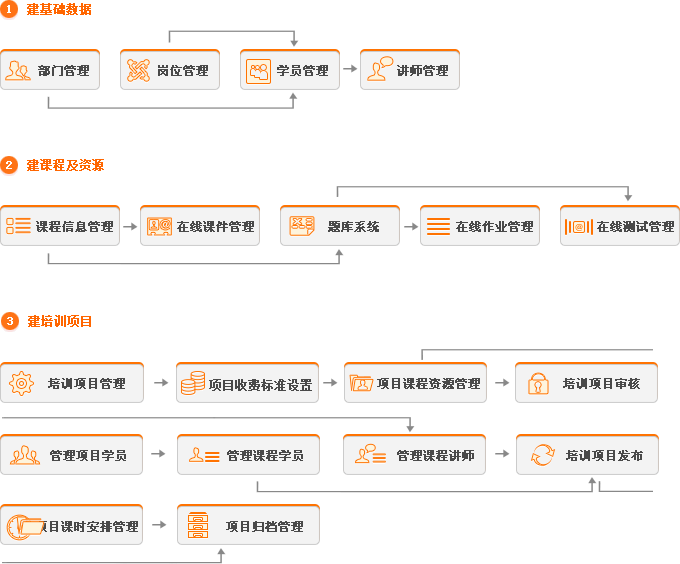 1 建基础数据
部门管理 岗位管理 学员管理 讲师管理
2 建课程及资源
课程信息管理 在线课件管理 题库系统 在线作业管理 在线测试管理
3 建培训项目
培训项目管理 项目收费标准设置 项目课程资源管理 培训项目审核
管理项目学员 管理课程学员 管理课程讲师 培训项目发布
项目课时安排管理 项目归档管理